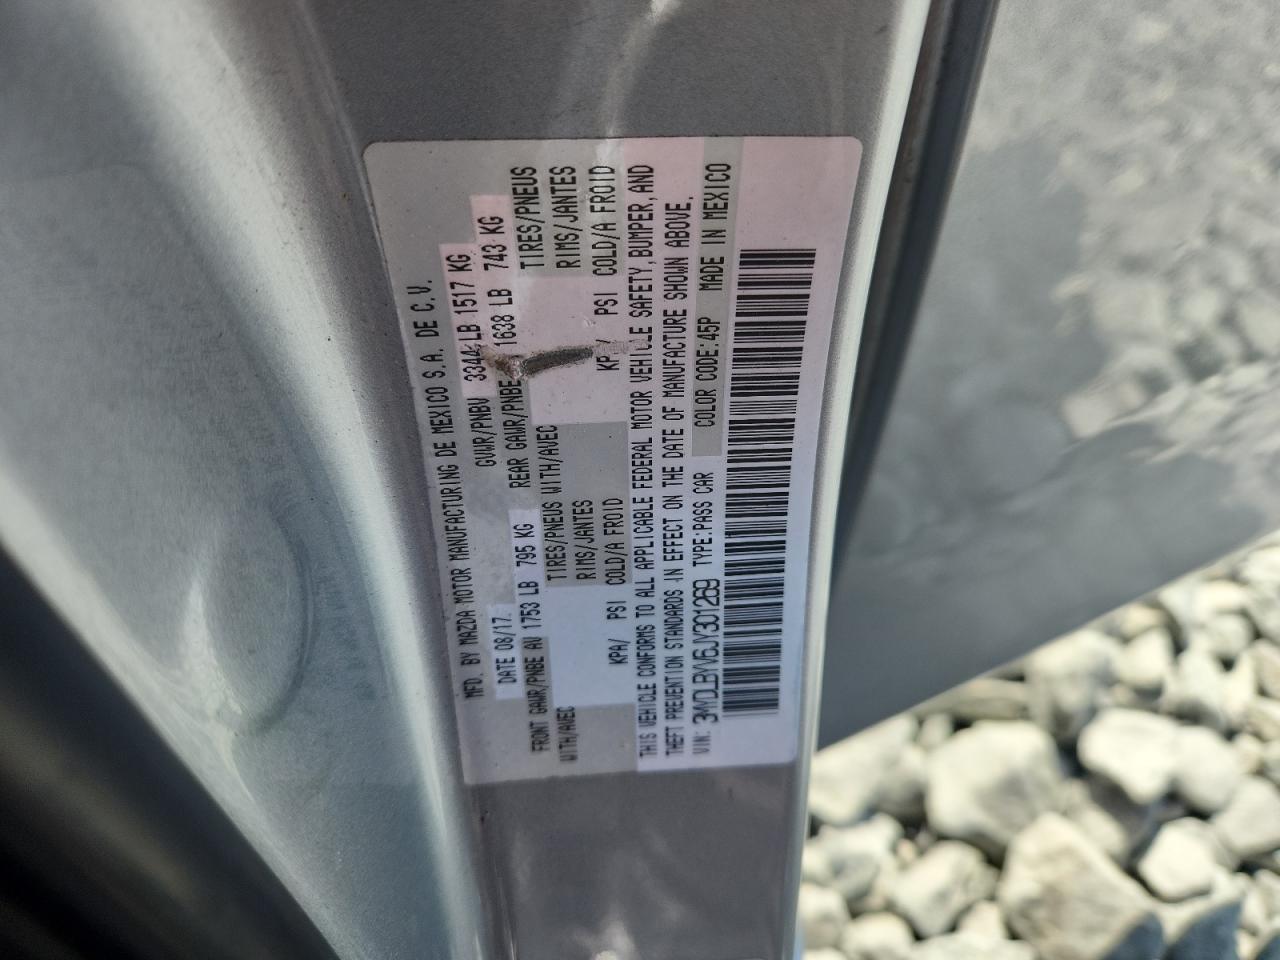 MFD. BY MAZDA MOTOR MANUFACTURING DE MEXICO S.A. DE C.V.
DATE 08/17. GVWR/PNBV 3344 LB 1517 KG
FRONT GAWR/PNBE AV 1753 LB 795 KG REAR GAWR/PNBE 1638 LB 743 KG
WITH/AVEC TIRES/PNEUS WITH/AVEC TIRES/PNEUS
RIMS/JANTES RIMS/JANTES
KPA/ PSI COLD/A FROID KPA/ PSI COLD/A FROID
THIS VEHICLE CONFORMS TO ALL APPLICABLE FEDERAL MOTOR VEHICLE SAFETY, BUMPER, AND
THEFT PREVENTION STANDARDS IN EFFECT ON THE DATE OF MANUFACTURE SHOWN ABOVE.
VIN: 3MYDLBYV6JY301269 TYPE:PASS CAR COLOR CODE:45P MADE IN MEXICO